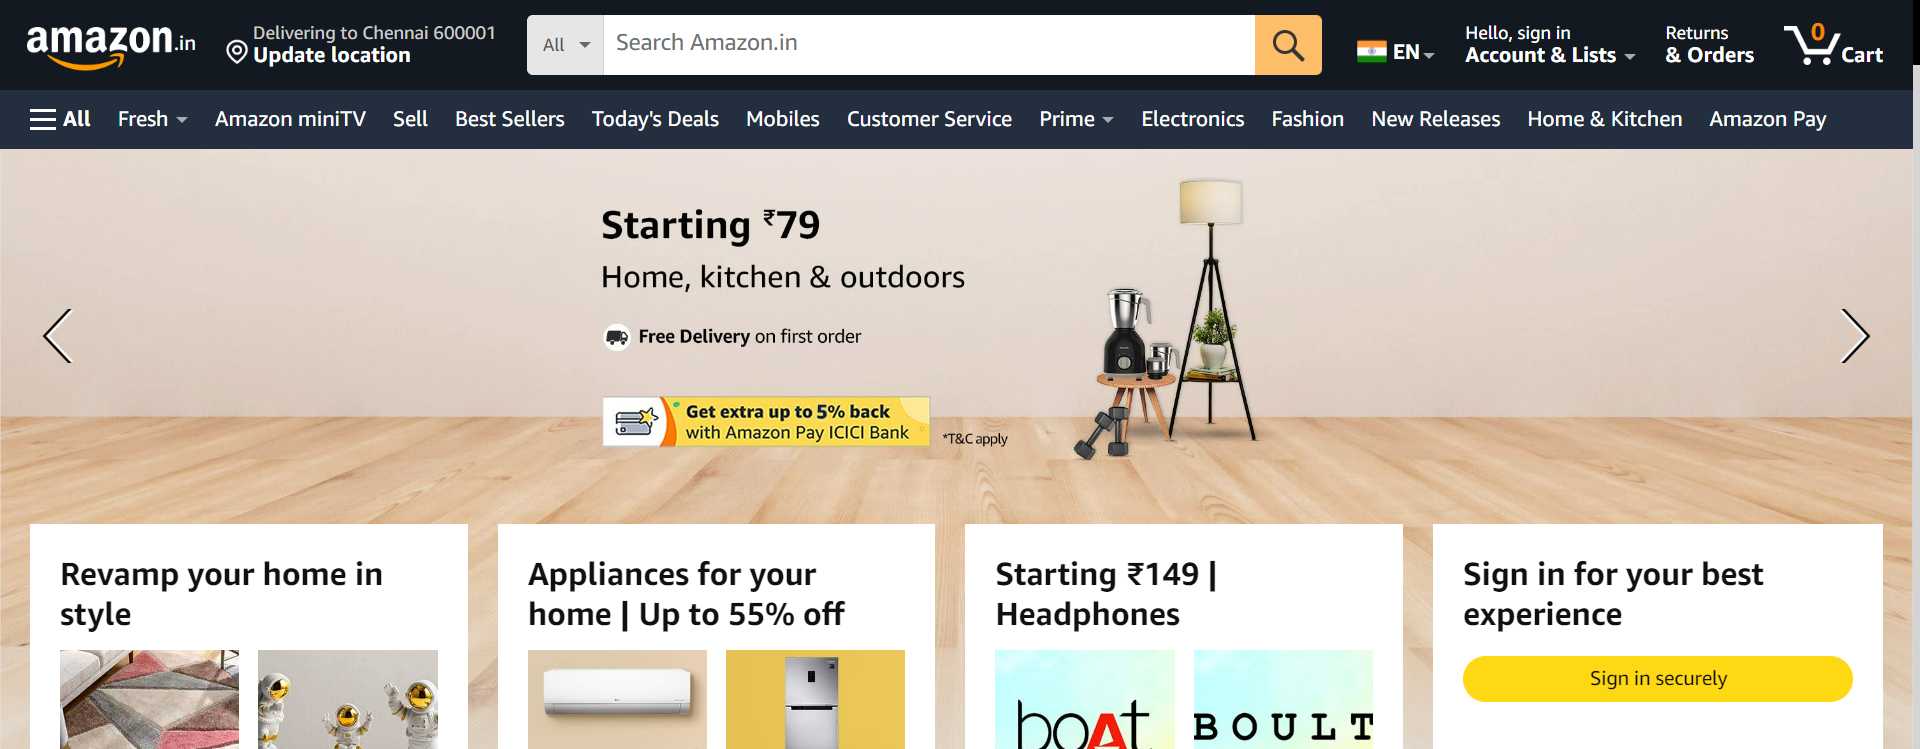 amazon.in
Delivering to Chennai 600001
Update location
All
Search Amazon.in
EN
Hello, sign in
Account & Lists
Returns
& Orders
0
Cart
All
Fresh
Amazon miniTV
Sell
Best Sellers
Today's Deals
Mobiles
Customer Service
Prime
Electronics
Fashion
New Releases
Home & Kitchen
Amazon Pay
Starting ₹79
Home, kitchen & outdoors
Free Delivery on first order
Get extra up to 5% back
with Amazon Pay ICICI Bank
*T&C apply
Revamp your home in
style
Appliances for your
home | Up to 55% off
Starting ₹149 |
Headphones
boAt
BOULT
Sign in for your best
experience
Sign in securely